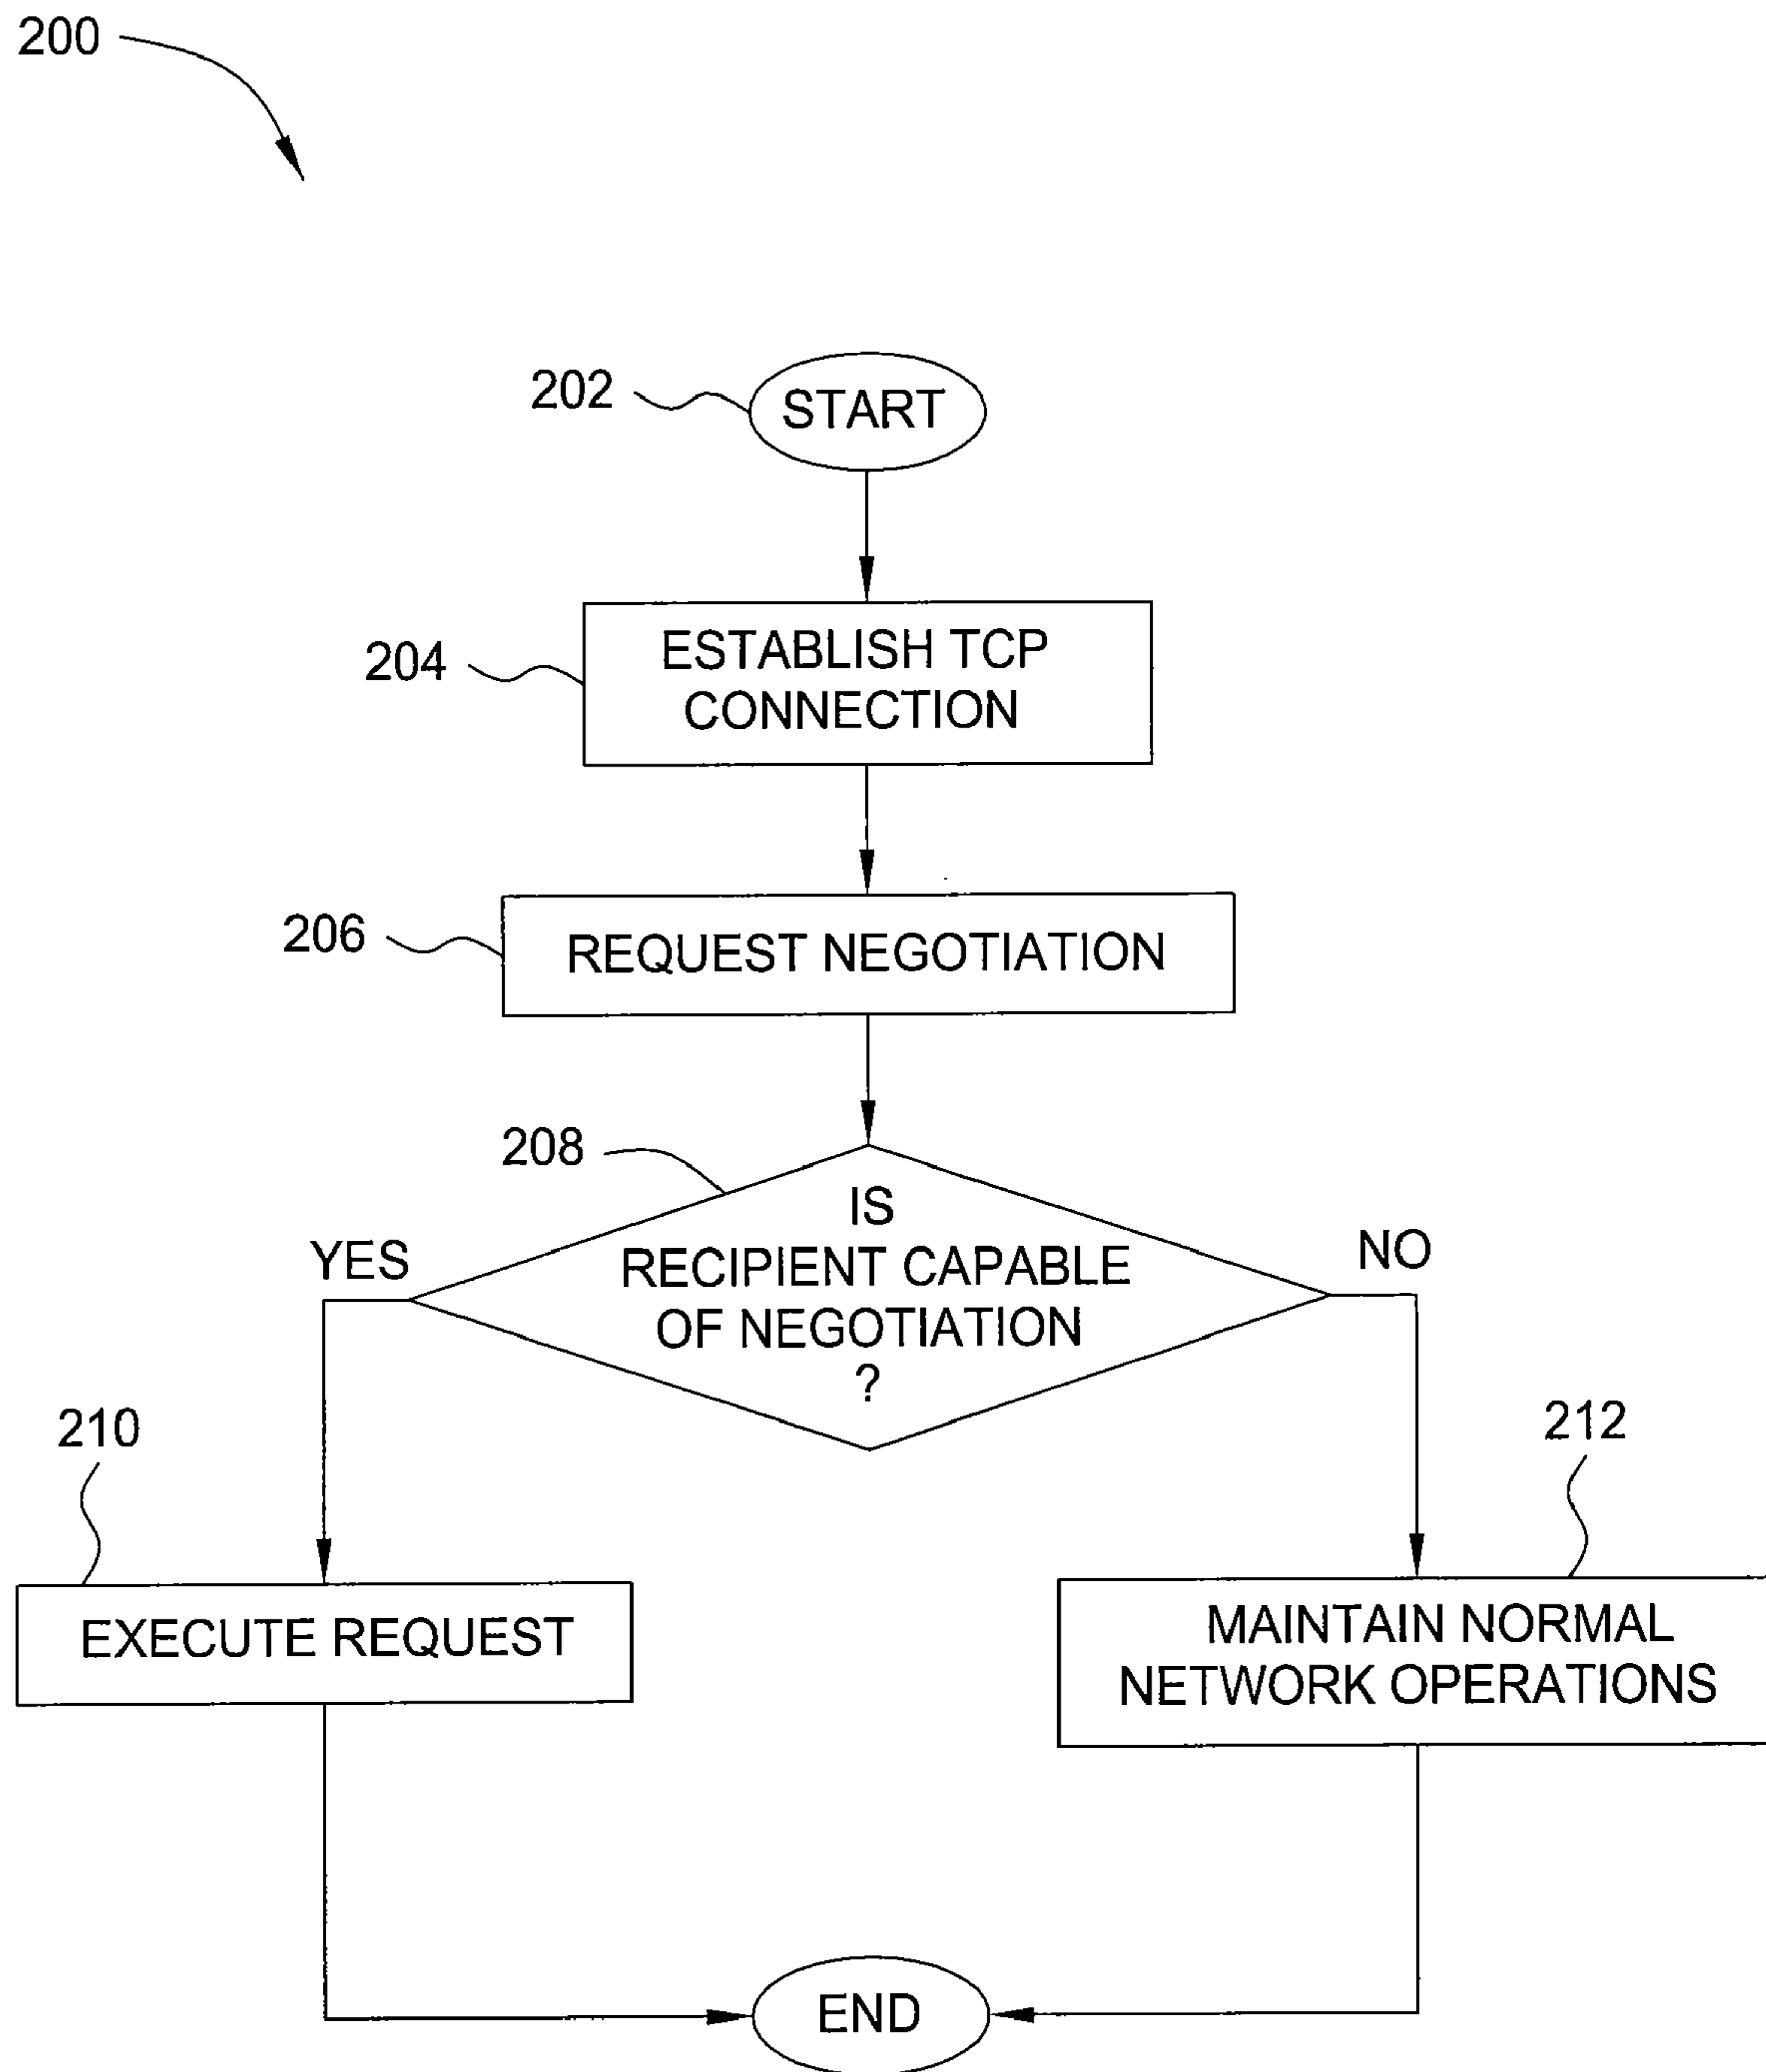 200
202
START
204
ESTABLISH TCP
CONNECTION
206
REQUEST NEGOTIATION
208
IS
RECIPIENT CAPABLE
OF NEGOTIATION
?
YES
NO
210
EXECUTE REQUEST
212
MAINTAIN NORMAL
NETWORK OPERATIONS
END